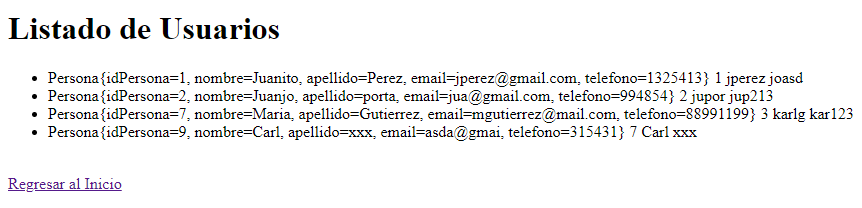 Listado de Usuarios
Persona{idPersona=1, nombre=Juanito, apellido=Perez, email=jperez@gmail.com, telefono=1325413} 1 jperez joasd
Persona{idPersona=2, nombre=Juanjo, apellido=porta, email=jua@gmail.com, telefono=994854} 2 jupor jup213
Persona{idPersona=7, nombre=Maria, apellido=Gutierrez, email=mgutierrez@mail.com, telefono=88991199} 3 karlg kar123
Persona{idPersona=9, nombre=Carl, apellido=xxx, email=asda@gmai, telefono=315431} 7 Carl xxx
Regresar al Inicio